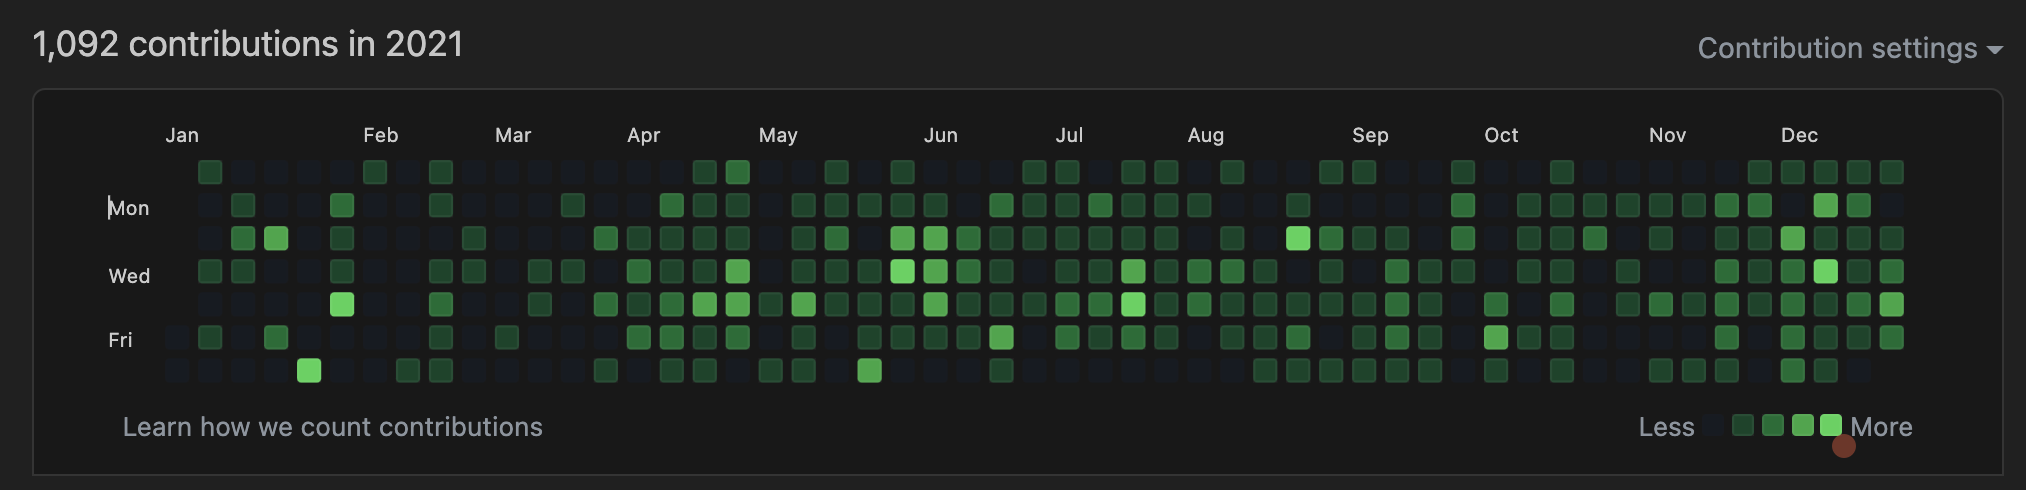 1,092 contributions in 2021
Contribution settings
Jan Feb Mar Apr May Jun Jul Aug Sep Oct Nov Dec
Mon
Wed
Fri
Learn how we count contributions
Less More